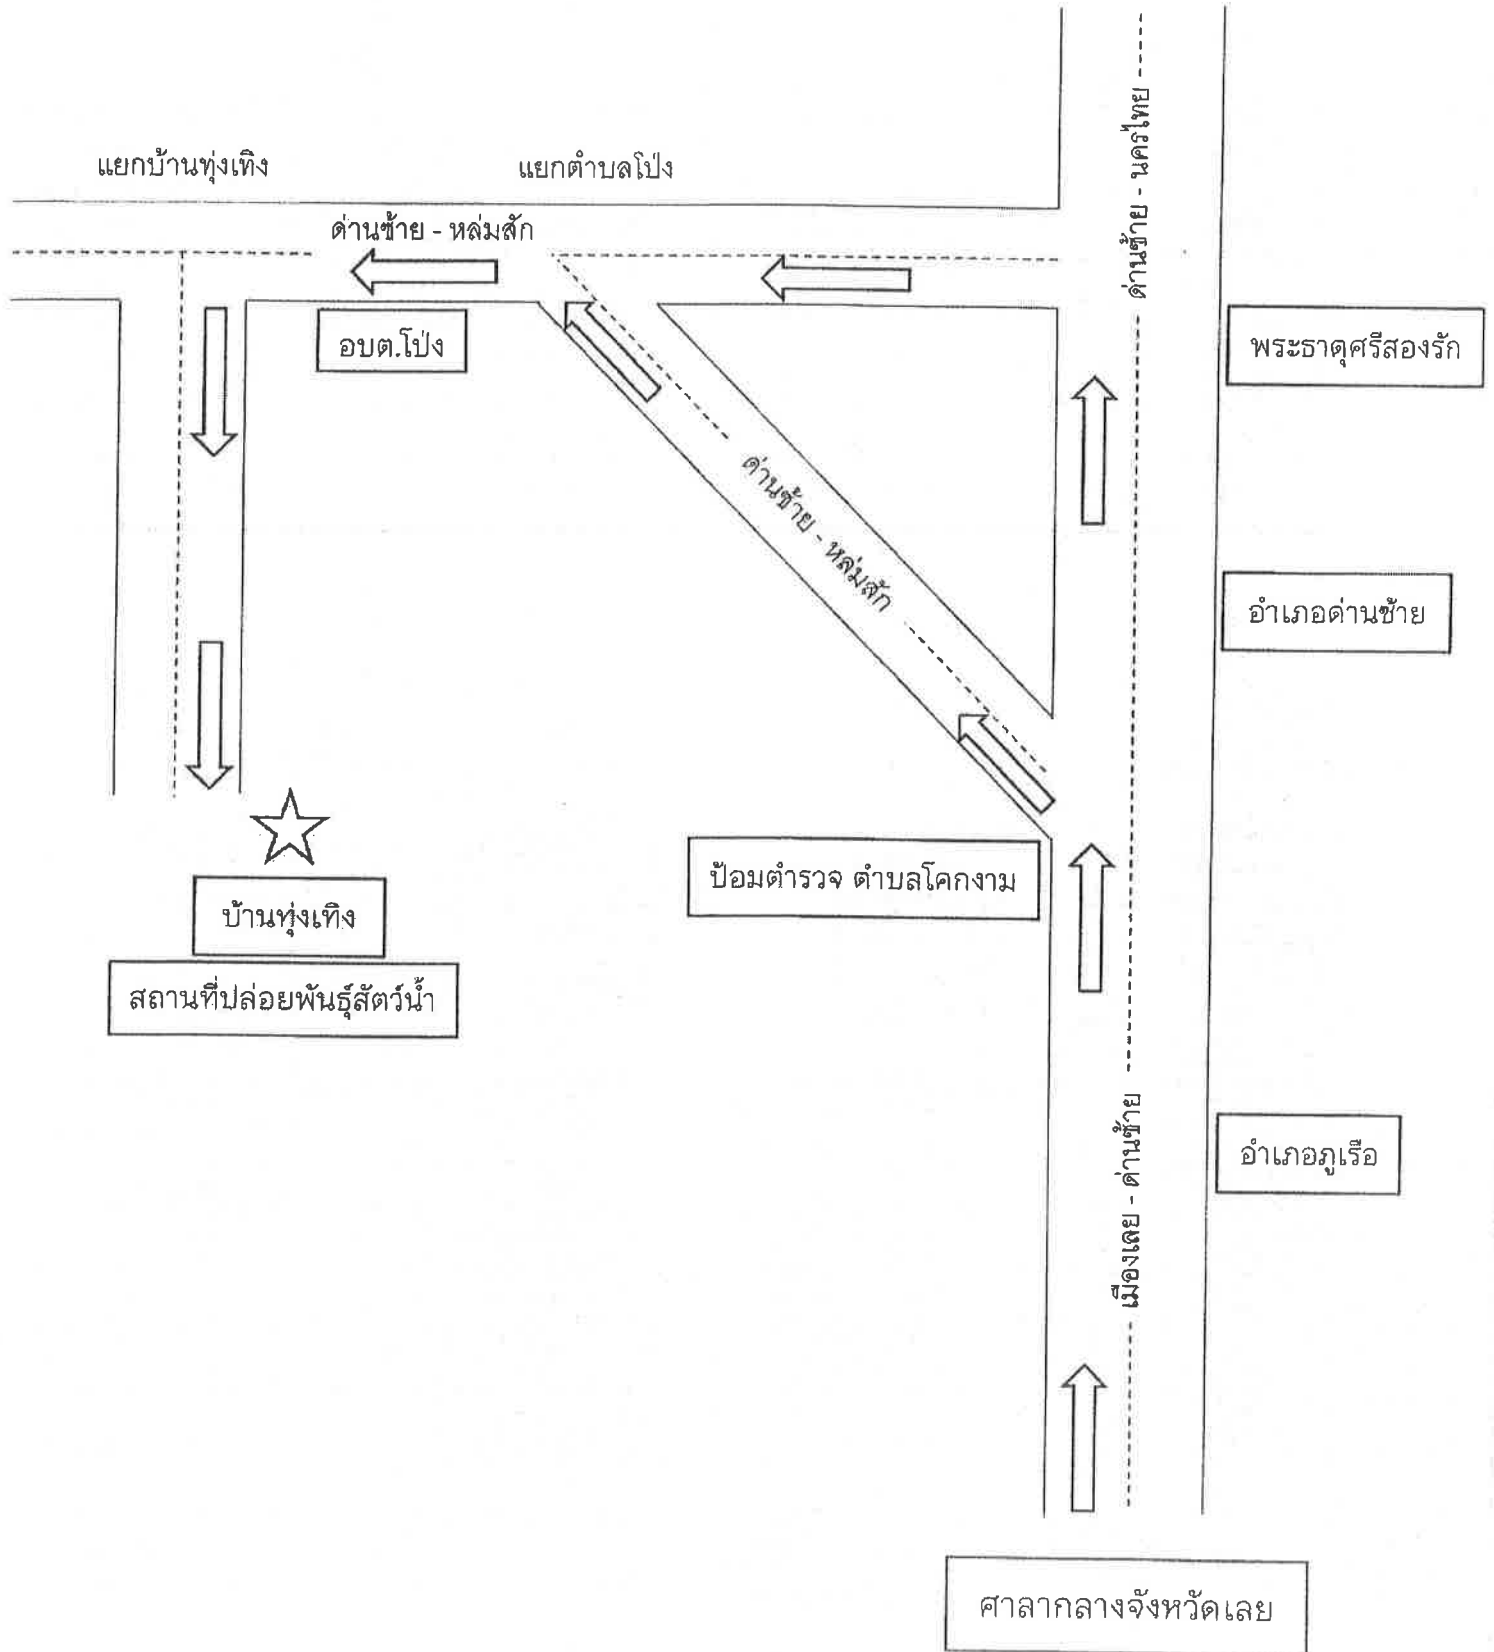 แยกบ้านทุ่งเทิง
แยกตำบลโป่ง
ด่านซ้าย - นครไทย
ด่านซ้าย - หล่มสัก
อบต.โป่ง
พระธาตุศรีสองรัก
ด่านซ้าย - หล่มสัก
อำเภอด่านซ้าย
ป้อมตำรวจ ตำบลโคกงาม
บ้านทุ่งเทิง
สถานที่ปล่อยพันธุ์สัตว์น้ำ
เมืองเลย - ด่านซ้าย
อำเภอภูเรือ
ศาลากลางจังหวัดเลย